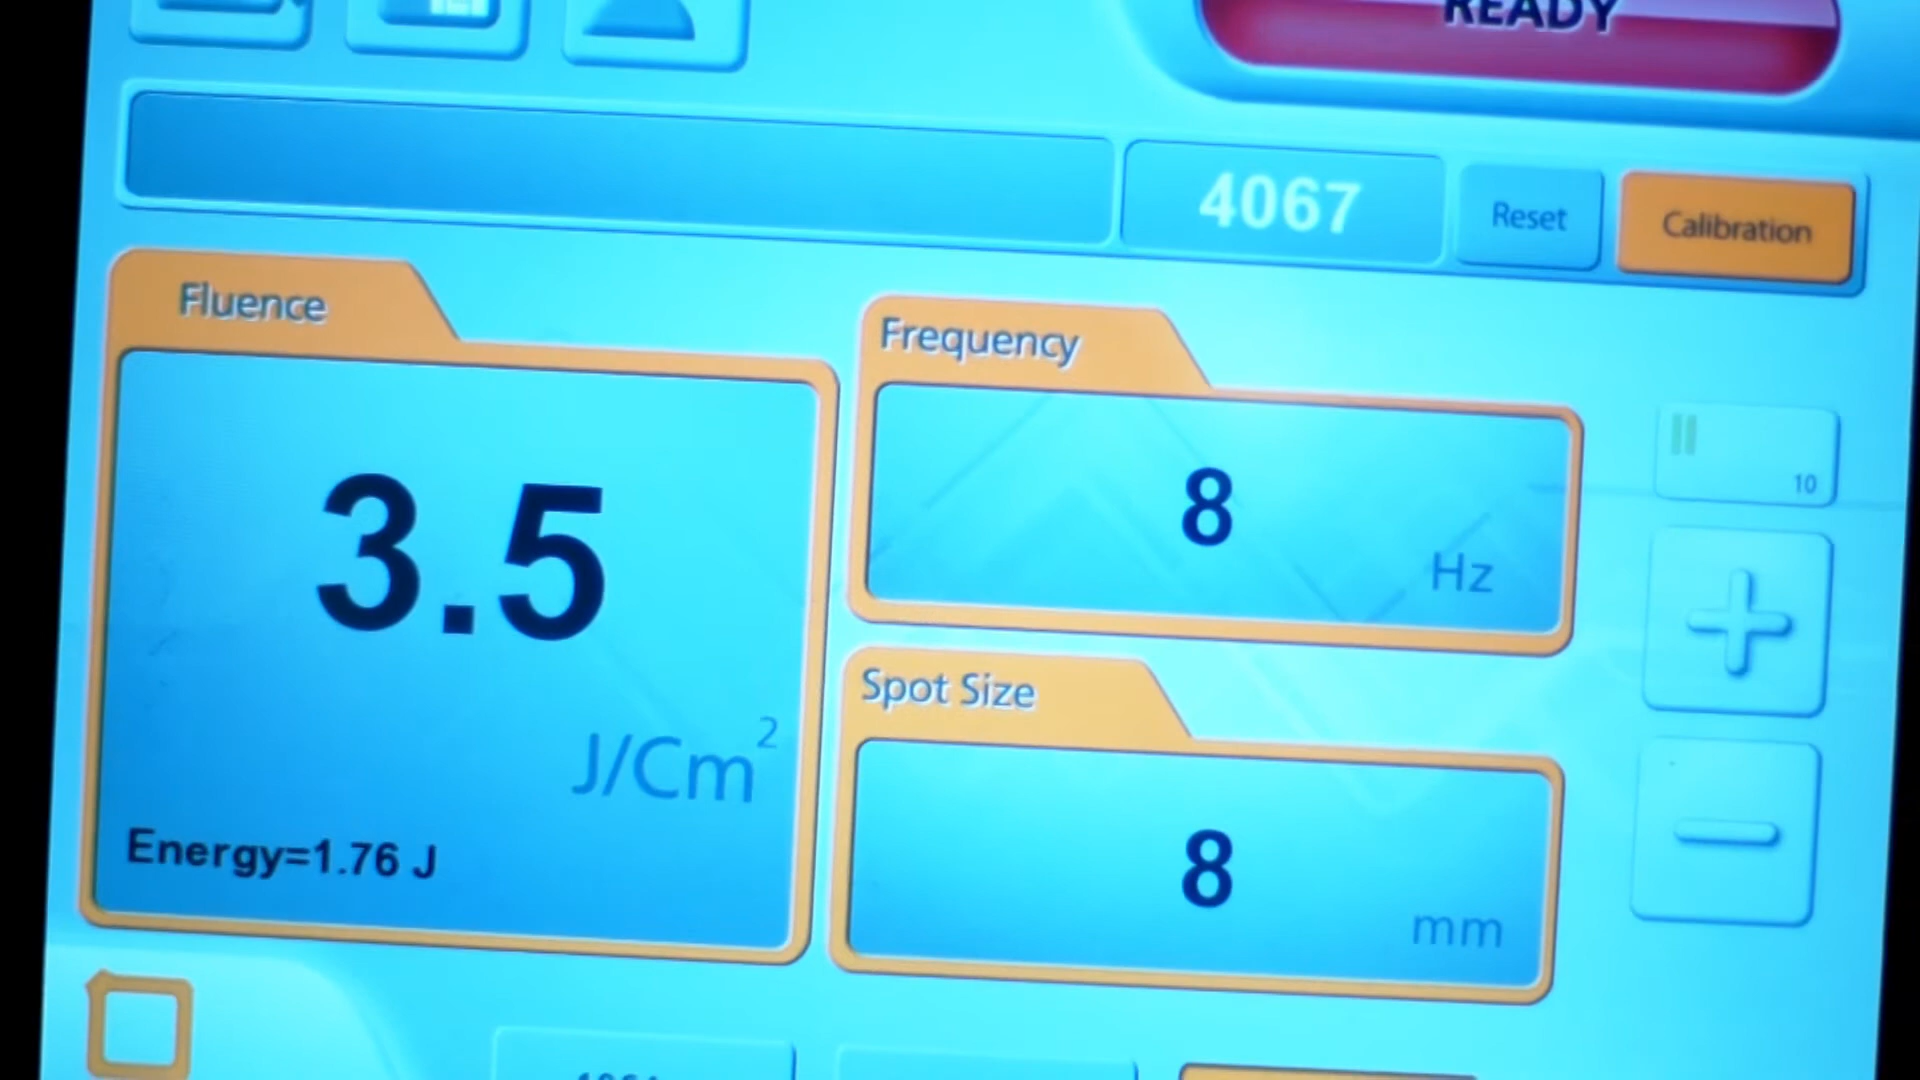 READY
4067
Reset
Calibration
Fluence
3.5
J/Cm²
Energy=1.76 J
Frequency
8
Hz
Spot Size
8
mm
10